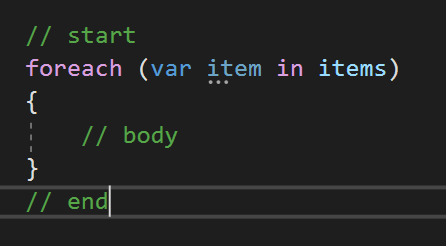 // start
foreach (var item in items)
{
    // body
}
// end